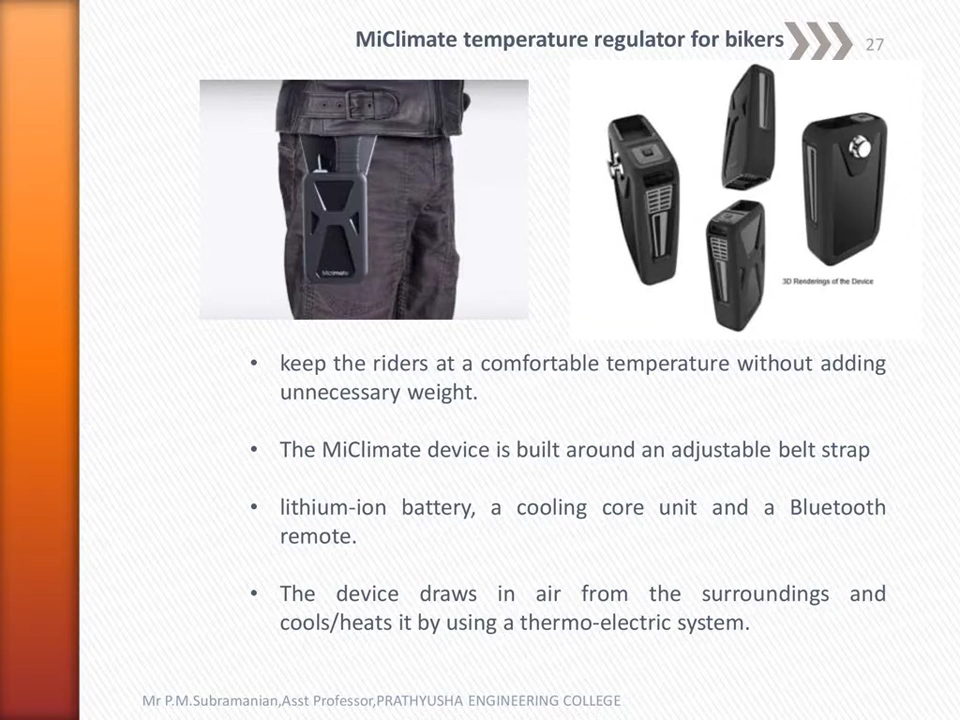 MiClimate temperature regulator for bikers
27
3D Renderings of the Device
• keep the riders at a comfortable temperature without adding
unnecessary weight.
• The MiClimate device is built around an adjustable belt strap
• lithium-ion battery, a cooling core unit and a Bluetooth
remote.
• The device draws in air from the surroundings and
cools/heats it by using a thermo-electric system.
Mr P.M.Subramanian,Asst Professor,PRATHYUSHA ENGINEERING COLLEGE